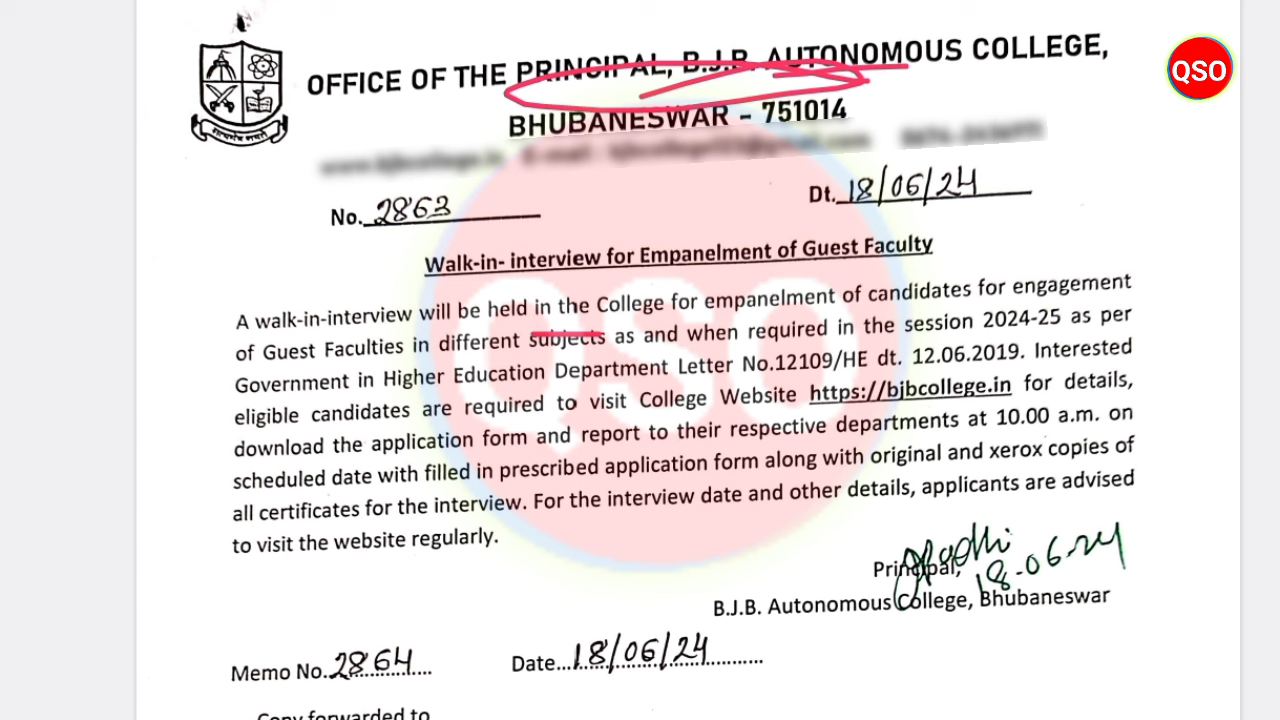 QSO
OFFICE OF THE PRINCIPAL, B.J.B. AUTONOMOUS COLLEGE,
BHUBANESWAR - 751014
No. 2863
Dt. 18/06/24
Walk-in- interview for Empanelment of Guest Faculty
A walk-in-interview will be held in the College for empanelment of candidates for engagement
of Guest Faculties in different subjects as and when required in the session 2024-25 as per
Government in Higher Education Department Letter No.12109/HE dt. 12.06.2019. Interested
eligible candidates are required to visit College Website https://bjbcollege.in for details,
download the application form and report to their respective departments at 10.00 a.m. on
scheduled date with filled in prescribed application form along with original and xerox copies of
all certificates for the interview. For the interview date and other details, applicants are advised
to visit the website regularly.
QSO
Principal,
18-06-24
B.J.B. Autonomous College, Bhubaneswar
Memo No. 2864
Date...18/06/24
Copy forwarded to